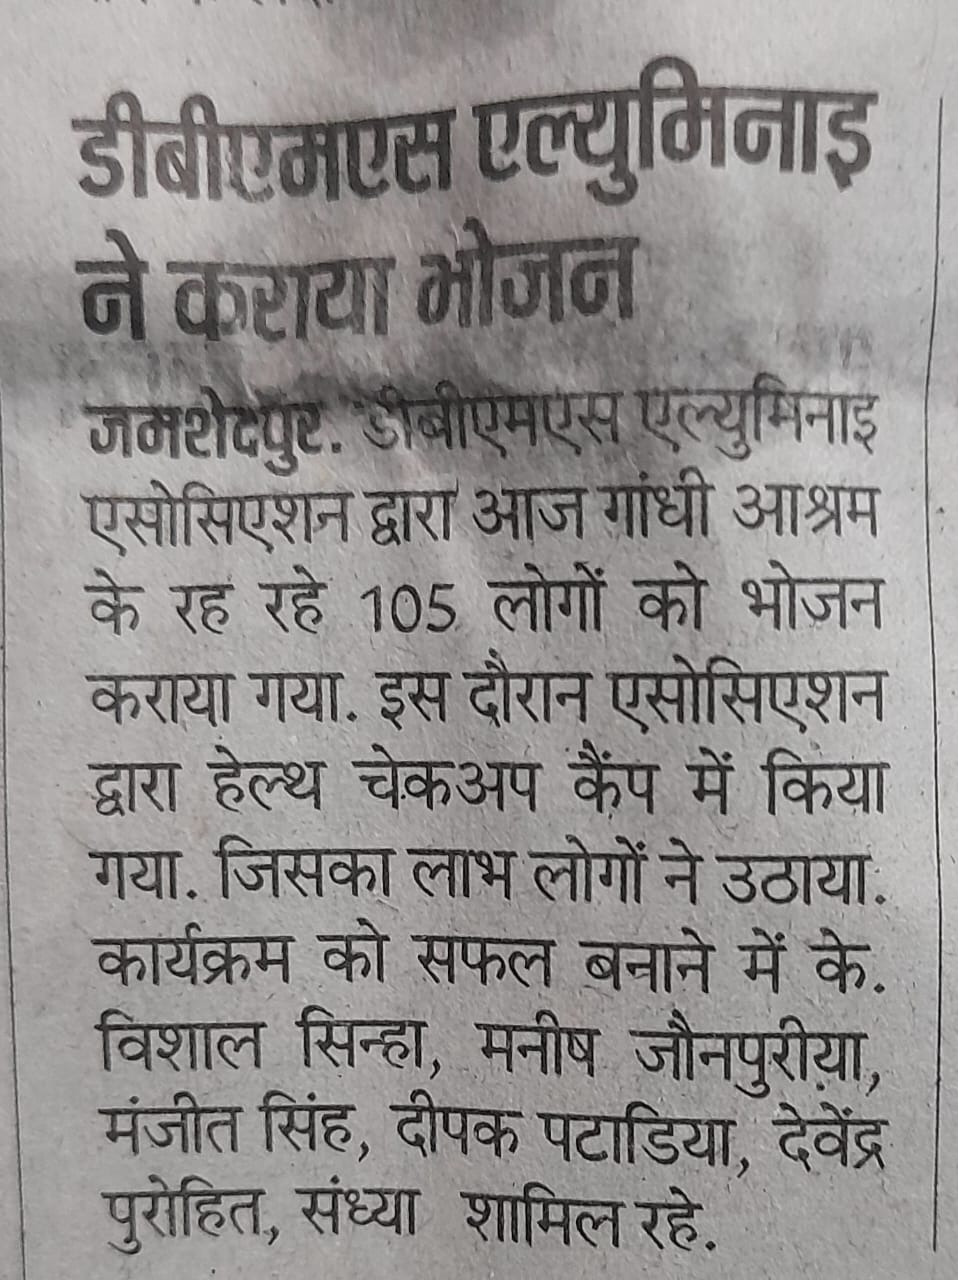 डीबीएमएस एल्युमिनाइ
ने कराया भोजन
जमशेदपुर. डीबीएमएस एल्युमिनाइ
एसोसिएशन द्वारा आज गांधी आश्रम
के रह रहे 105 लोगों को भोजन
कराया गया. इस दौरान एसोसिएशन
द्वारा हेल्थ चेकअप कैंप में किया
गया. जिसका लाभ लोगों ने उठाया.
कार्यक्रम को सफल बनाने में के.
विशाल सिन्हा, मनीष जौनपुरीया,
मंजीत सिंह, दीपक पटाडिया, देवेंद्र
पुरोहित, संध्या शामिल रहे.